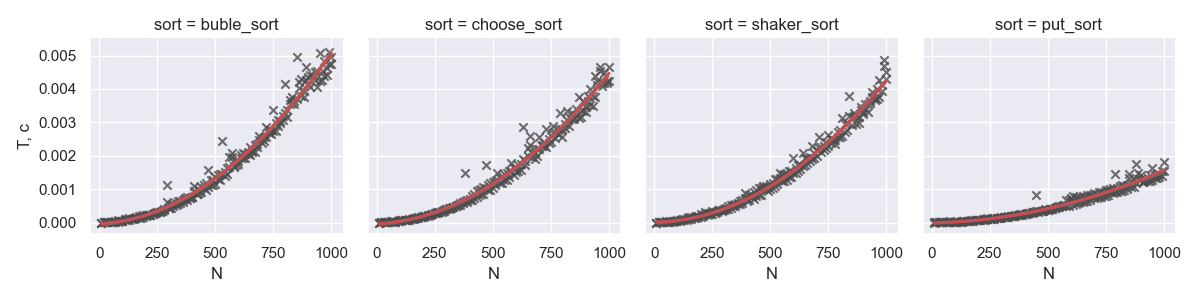 sort = buble_sort
sort = choose_sort
sort = shaker_sort
sort = put_sort
T, c
0.005
0.004
0.003
0.002
0.001
0.000
0 250 500 750 1000
0 250 500 750 1000
0 250 500 750 1000
0 250 500 750 1000
N
N
N
N